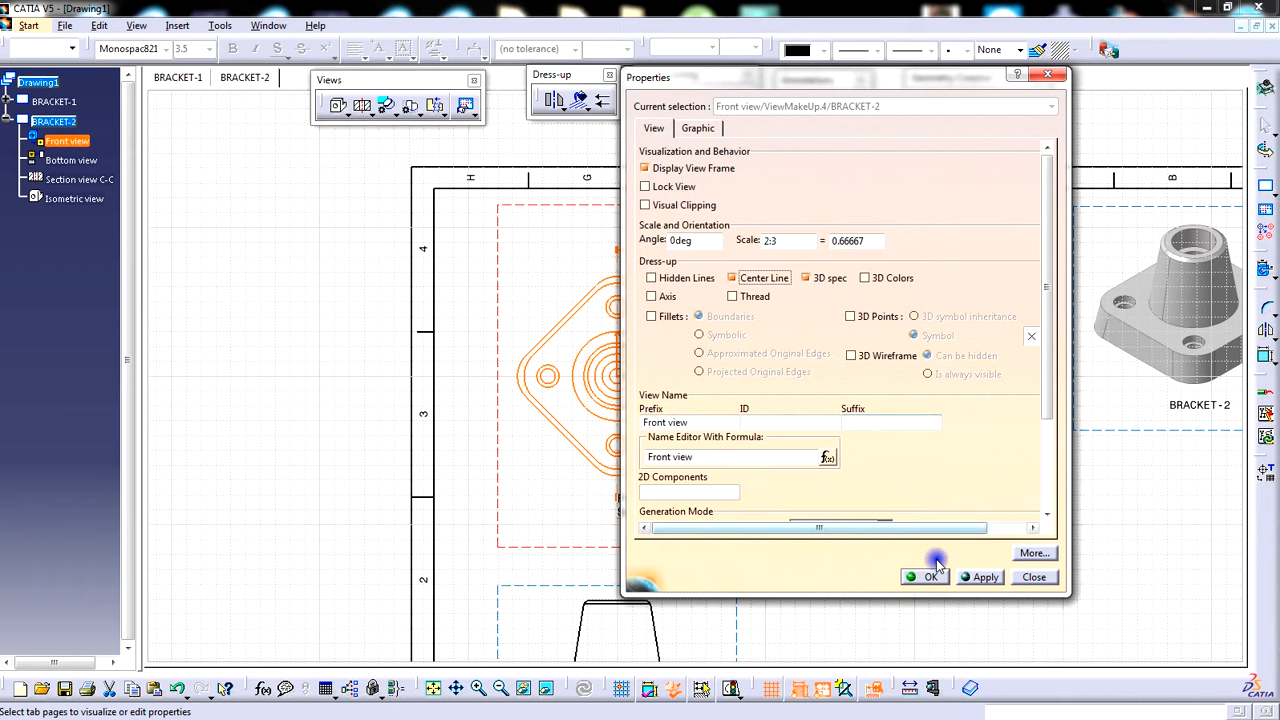 CATIA V5 - [Drawing1]
Start File Edit View Insert Tools Window Help
Monospac821 3.5 B I S (no tolerance) None
BRACKET-1 BRACKET-2
Views
Dress-up
Drawing1
BRACKET-1
BRACKET-2
Front view
Bottom view
Section view C-C
Isometric view
H G B
4
3
2
BRACKET-2
Properties
Current selection : Front view/ViewMakeUp.4/BRACKET-2
View Graphic
Visualization and Behavior
Display View Frame
Lock View
Visual Clipping
Scale and Orientation
Angle: 0deg Scale: 2:3 = 0.66667
Dress-up
Hidden Lines Center Line 3D spec 3D Colors
Axis Thread
Fillets : Boundaries 3D Points : 3D symbol inheritance
Symbolic Symbol
Approximated Original Edges 3D Wireframe Can be hidden
Projected Original Edges Is always visible
View Name
Prefix ID Suffix
Front view
Name Editor With Formula:
Front view f(x)
2D Components
Generation Mode
More...
OK Apply Close
Select tab pages to visualize or edit properties
CATIA